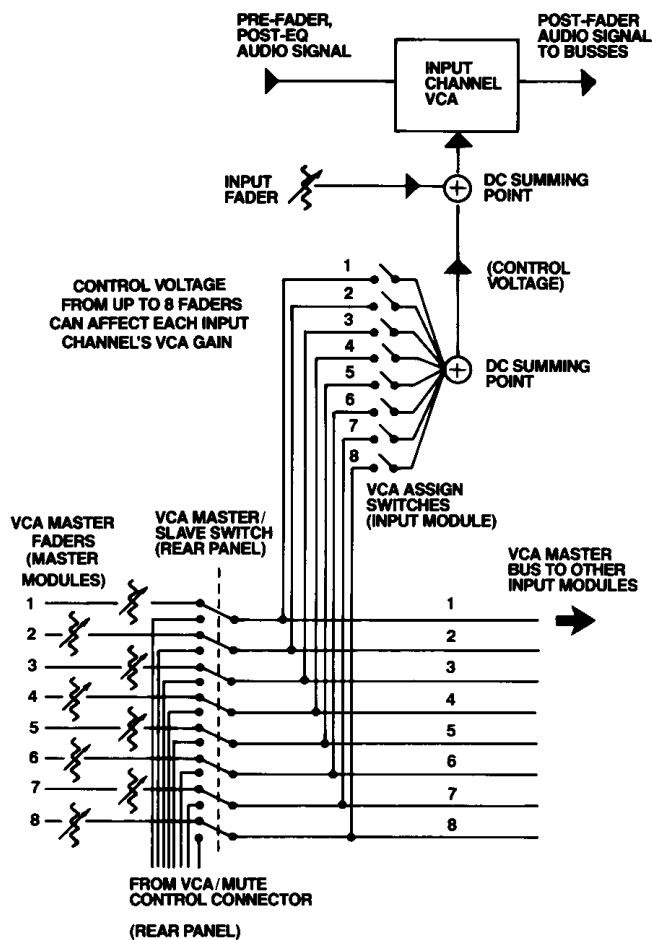 PRE-FADER,
POST-EQ
AUDIO SIGNAL
POST-FADER
AUDIO SIGNAL
TO BUSSES
INPUT
CHANNEL
VCA
INPUT
FADER
DC SUMMING
POINT
(CONTROL
VOLTAGE)
CONTROL VOLTAGE
FROM UP TO 8 FADERS
CAN AFFECT EACH INPUT
CHANNEL'S VCA GAIN
1
2
3
4
5
6
7
8
DC SUMMING
POINT
VCA ASSIGN
SWITCHES
(INPUT MODULE)
VCA MASTER
FADERS
(MASTER
MODULES)
VCA MASTER/
SLAVE SWITCH
(REAR PANEL)
VCA MASTER
BUS TO OTHER
INPUT MODULES
1
2
3
4
5
6
7
8
1
2
3
4
5
6
7
8
FROM VCA/MUTE
CONTROL CONNECTOR
(REAR PANEL)